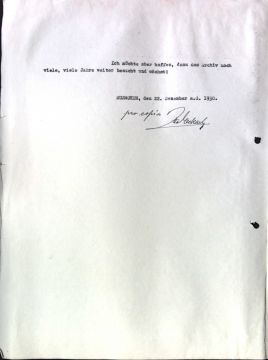 Ich möchte aber hoffen, dass das Archiv noch
viele, viele Jahre weiter besteht und wächst!
den 22. Dezember a.d. 1930.
per copia